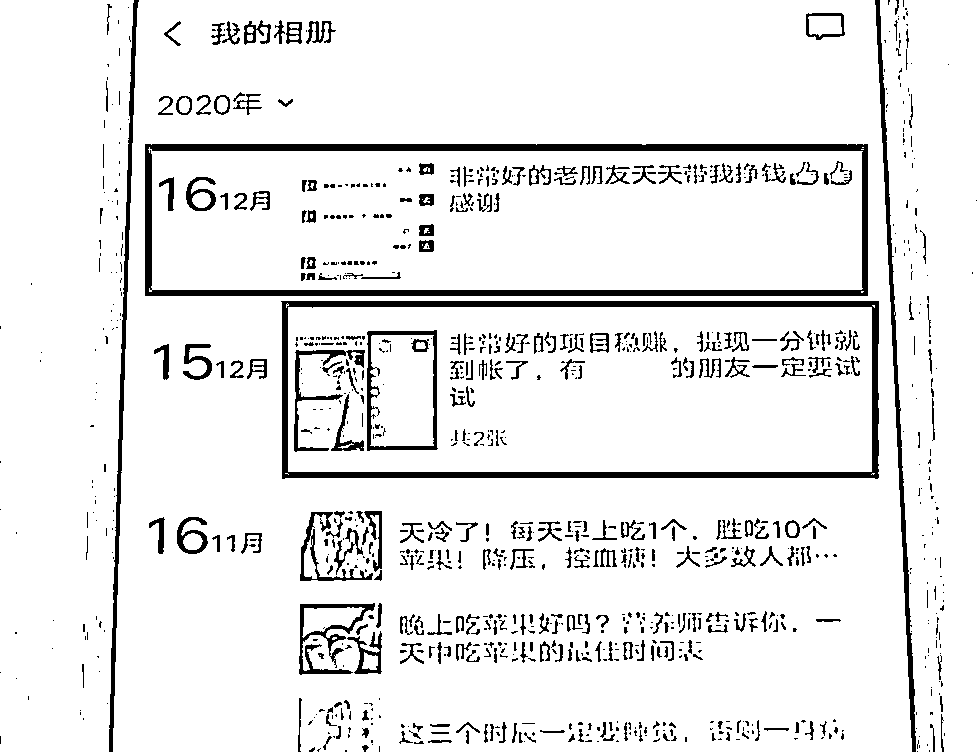 我的相册
2020年
16 12月
非常好的老朋友天天带我挣钱👍👍
感谢
15 12月
非常好的项目稳赚，提现一分钟就
到帐了，有 的朋友一定要试
试
共2张
16 11月
天冷了！每天早上吃1个，胜吃10个
苹果！降压，控血糖！大多数人都…
晚上吃苹果好吗？营养师告诉你，一
天中吃苹果的最佳时间表
这三个时辰一定要睡觉，否则一身病